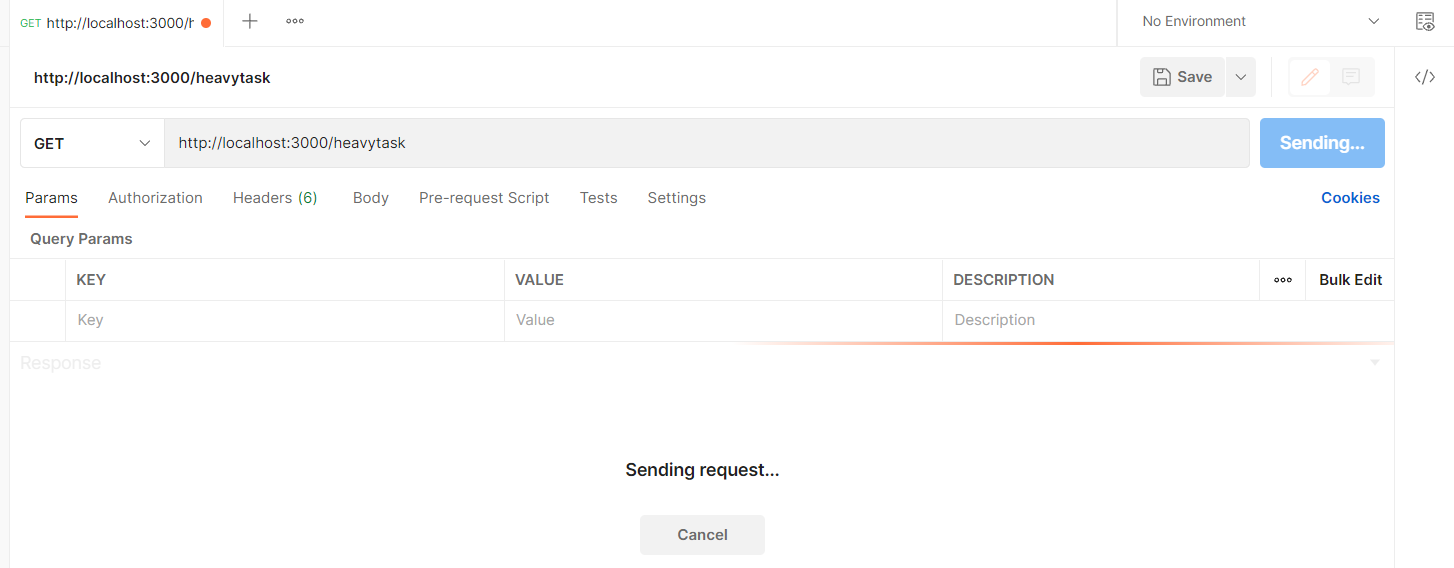 GET http://localhost:3000/h
No Environment
http://localhost:3000/heavytask
Save
GET
http://localhost:3000/heavytask
Sending...
Params Authorization Headers (6) Body Pre-request Script Tests Settings Cookies
Query Params
KEY VALUE DESCRIPTION Bulk Edit
Key Value Description
Response
Sending request...
Cancel